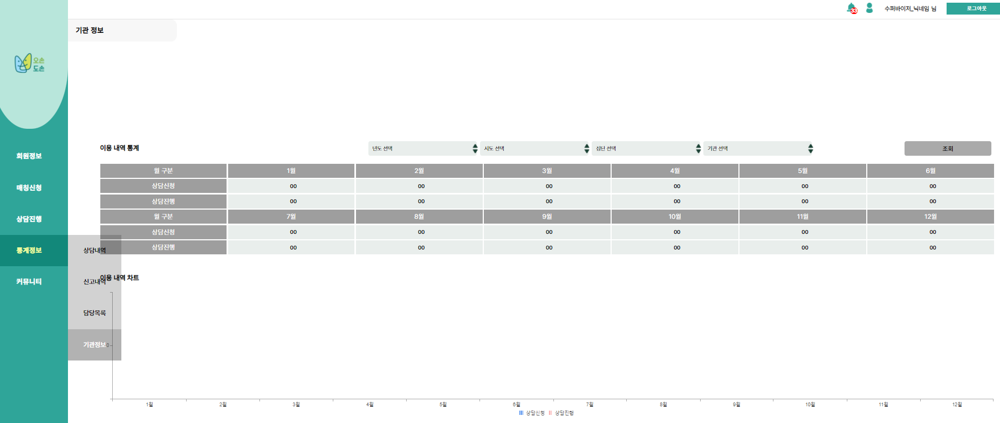 33
수퍼바이저_닉네임 님
로그아웃
기관 정보
오손
도손
회원정보
매칭신청
상담진행
통계정보
커뮤니티
상담내역
신고내역
담당목록
기관정보
이용 내역 통계
년도 선택
시도 선택
집단 선택
기관 선택
조회
월 구분 1월 2월 3월 4월 5월 6월
상담신청 00 00 00 00 00 00
상담진행 00 00 00 00 00 00
월 구분 7월 8월 9월 10월 11월 12월
상담신청 00 00 00 00 00 00
상담진행 00 00 00 00 00 00
이용 내역 차트
0
1월 2월 3월 4월 5월 6월 7월 8월 9월 10월 11월 12월
상담신청 상담진행